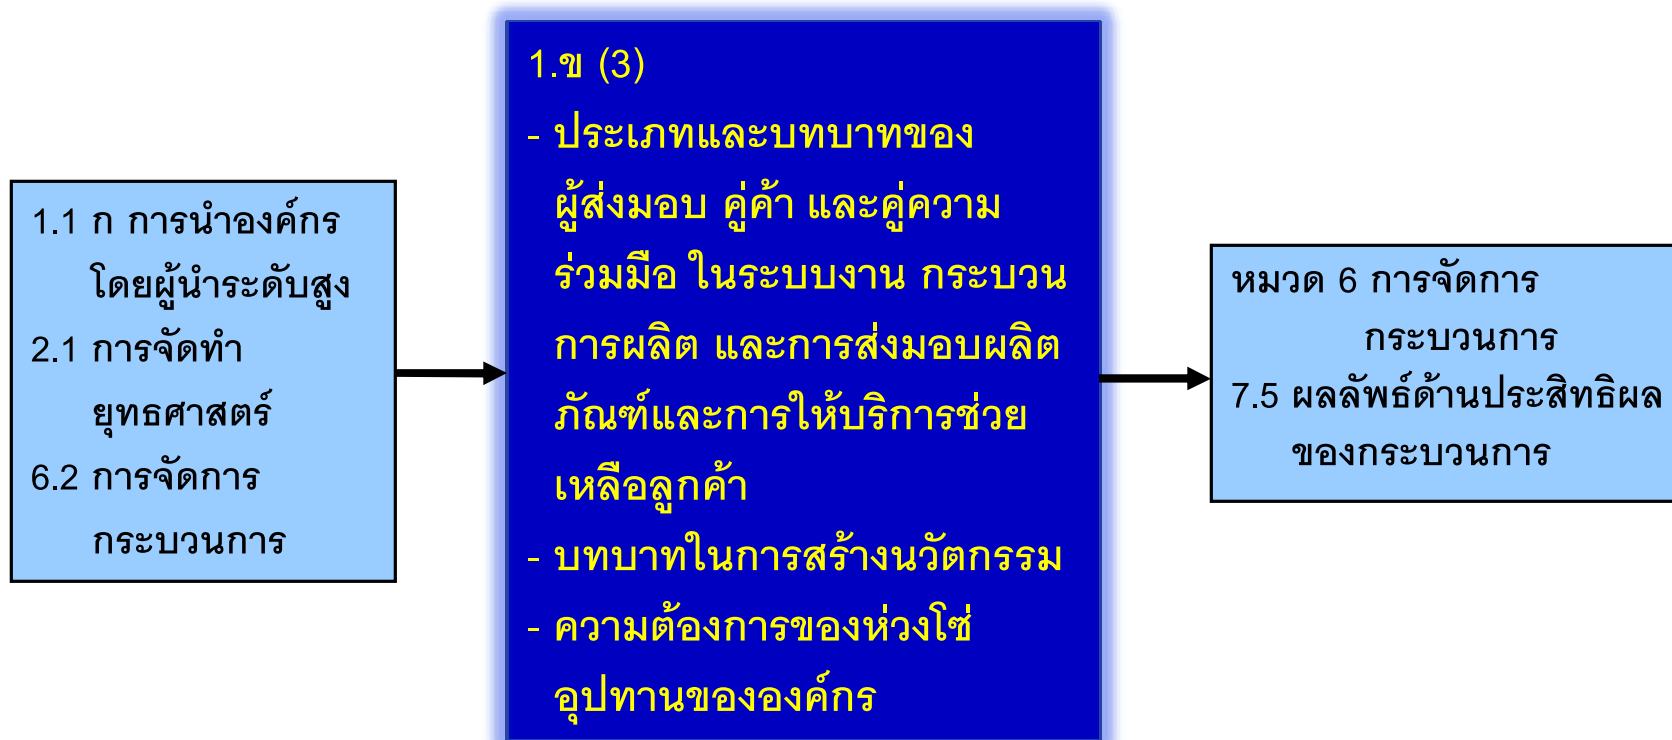 1.1 ก การนำองค์กร
โดยผู้นำระดับสูง
2.1 การจัดทำ
ยุทธศาสตร์
6.2 การจัดการ
กระบวนการ
1.ข (3)
- ประเภทและบทบาทของ
ผู้ส่งมอบ คู่ค้า และคู่ความ
ร่วมมือ ในระบบงาน กระบวน
การผลิต และการส่งมอบผลิต
ภัณฑ์และการให้บริการช่วย
เหลือลูกค้า
- บทบาทในการสร้างนวัตกรรม
- ความต้องการของห่วงโซ่
อุปทานขององค์กร
หมวด 6 การจัดการ
กระบวนการ
7.5 ผลลัพธ์ด้านประสิทธิผล
ของกระบวนการ